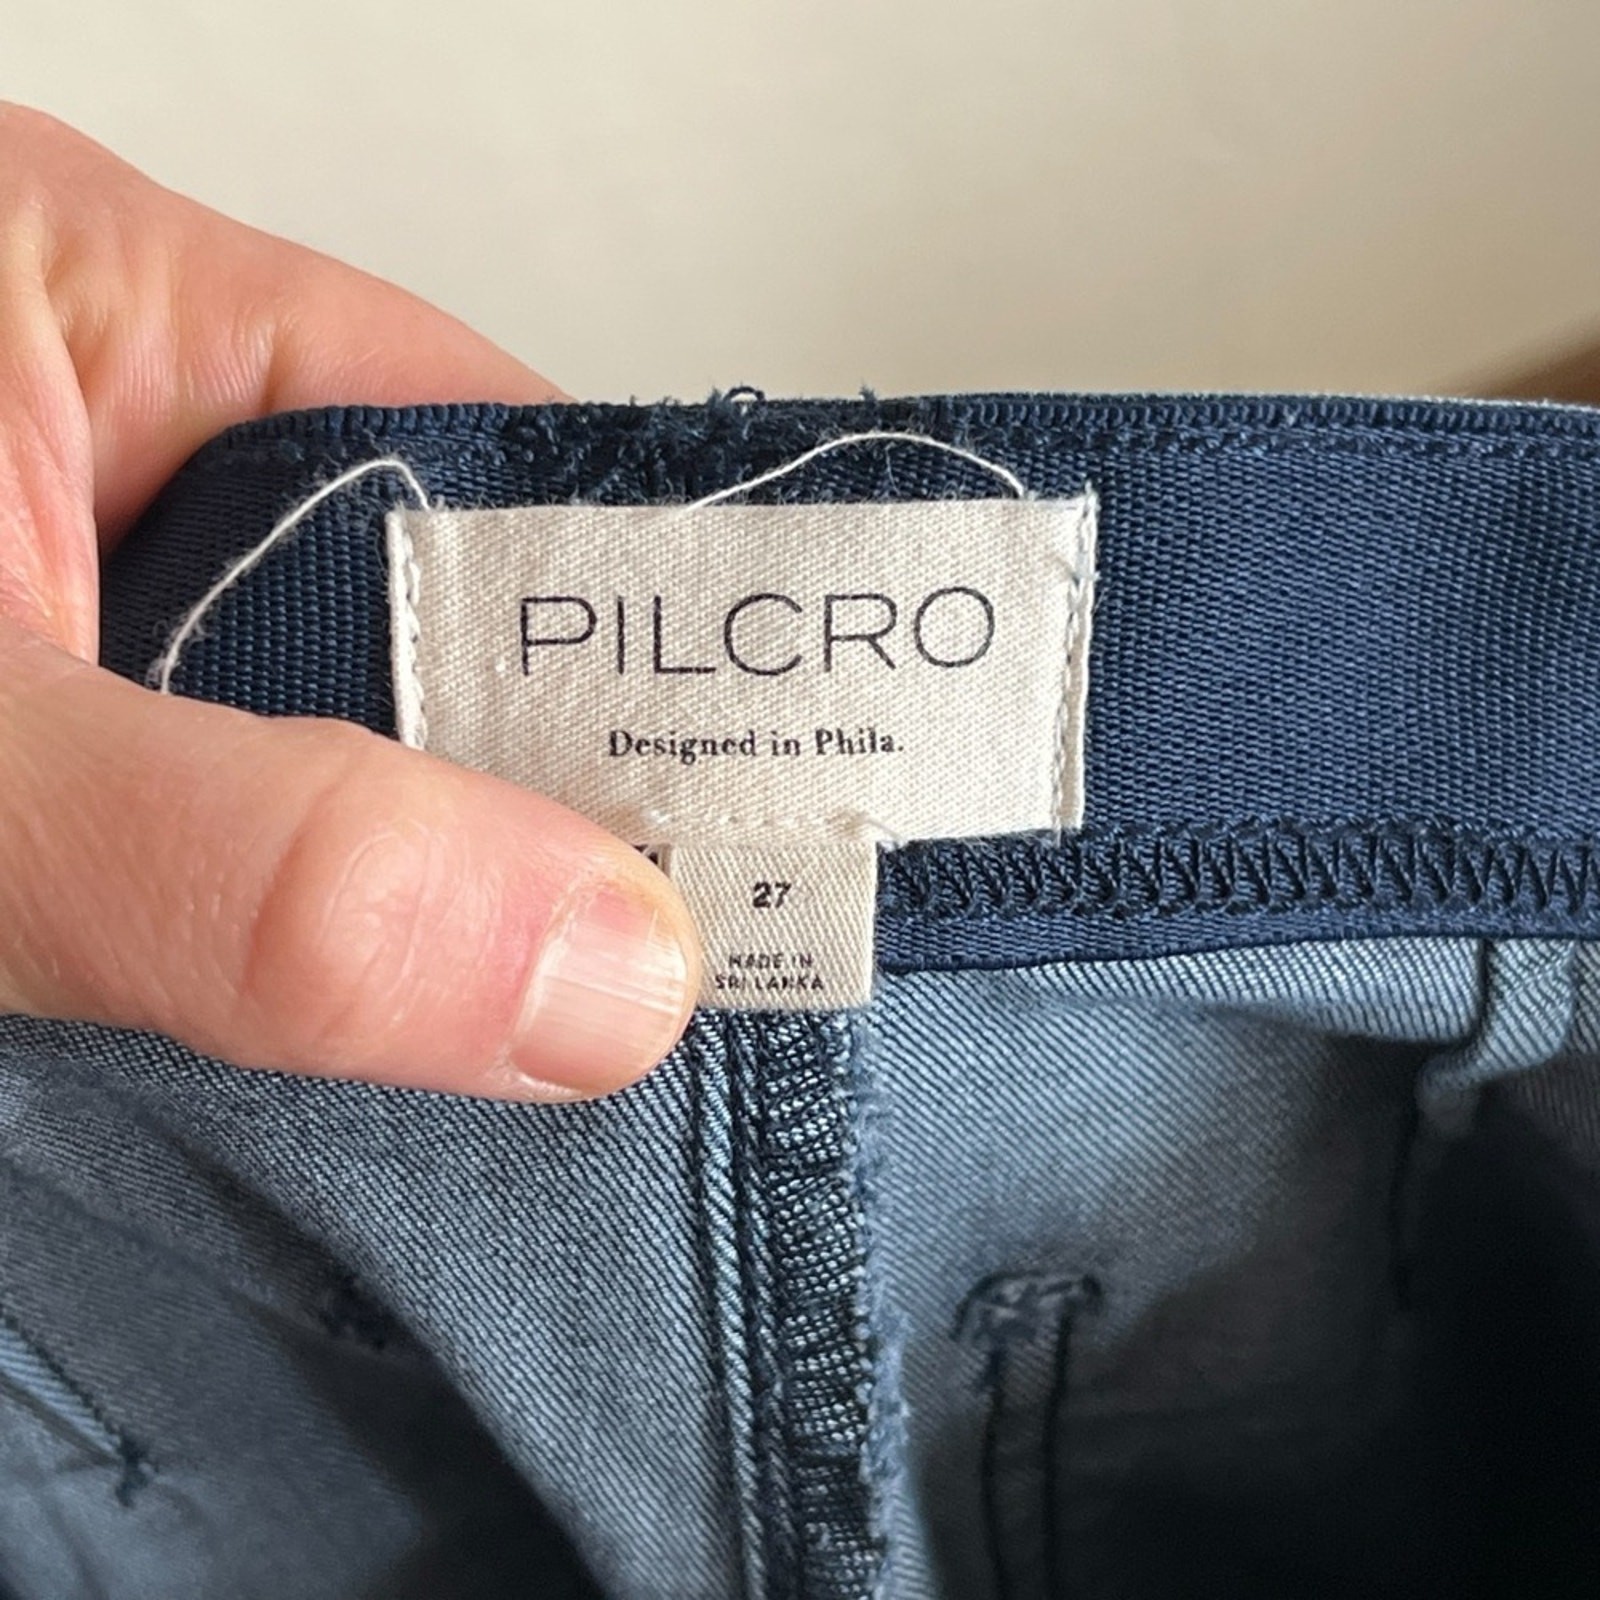 PILCRO
Designed in Phila.
27
MADE IN
SRI LANKA